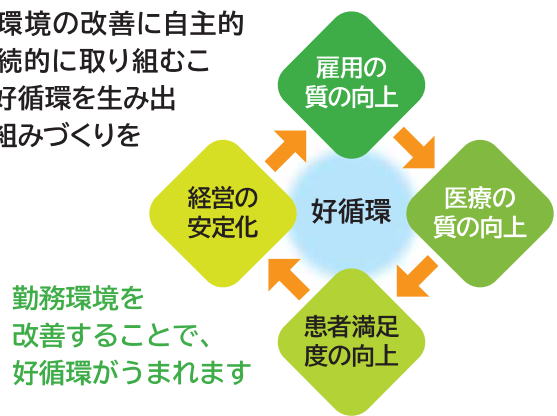 環境の改善に自主的
続的に取り組むこ
好循環を生み出
組みづくりを
雇用の
質の向上
経営の
安定化
好循環
医療の
質の向上
患者満足
度の向上
勤務環境を
改善することで、
好循環がうまれます